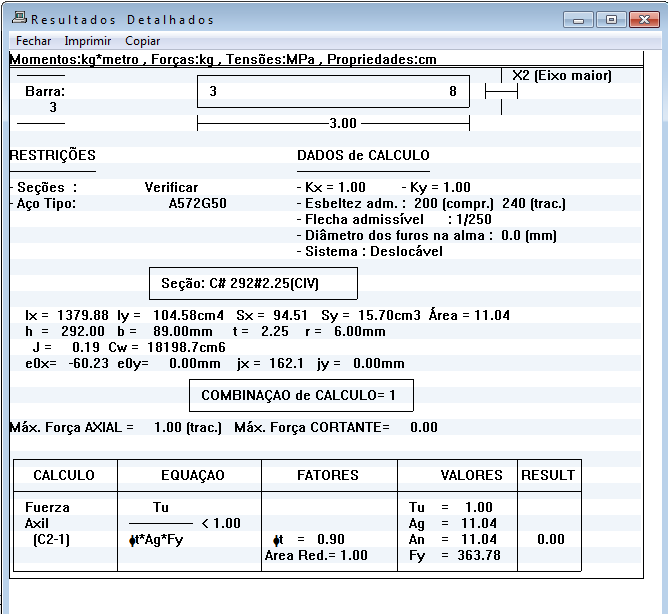 Resultados Detalhados
Fechar Imprimir Copiar
Momentos:kg*metro , Forças:kg , Tensões:MPa , Propriedades:cm
X2 (Eixo maior)
Barra: 3 8
3
3.00
RESTRIÇÕES DADOS de CALCULO
- Seções : Verificar - Kx = 1.00 - Ky = 1.00
- Aço Tipo: A572G50 - Esbeltez adm. : 200 (compr.) 240 (trac.)
- Flecha admissível : 1/250
- Diâmetro dos furos na alma : 0.0 (mm)
- Sistema : Deslocável
Seção: C# 292#2.25(CIV)
Ix = 1379.88 Iy = 104.58cm4 Sx = 94.51 Sy = 15.70cm3 Área = 11.04
h = 292.00 b = 89.00mm t = 2.25 r = 6.00mm
J = 0.19 Cw = 18198.7cm6
e0x= -60.23 e0y= 0.00mm jx = 162.1 jy = 0.00mm
COMBINAÇAO de CALCULO= 1
Máx. Força AXIAL = 1.00 (trac.) Máx. Força CORTANTE= 0.00
CALCULO EQUAÇAO FATORES VALORES RESULT
Fuerza Tu Tu = 1.00
Axil < 1.00 Ag = 11.04
(C2-1) ϕt*Ag*Fy ϕt = 0.90 An = 11.04 0.00
Area Red.= 1.00 Fy = 363.78